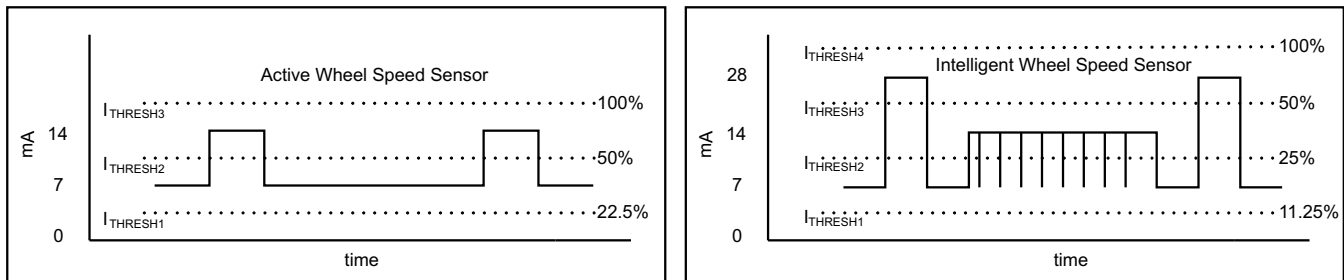 Active Wheel Speed Sensor
I_THRESH3
100%
14
mA
I_THRESH2
50%
7
I_THRESH1
22.5%
0
time
I_THRESH4
100%
Intelligent Wheel Speed Sensor
28
I_THRESH3
50%
14
mA
I_THRESH2
25%
7
I_THRESH1
11.25%
0
time